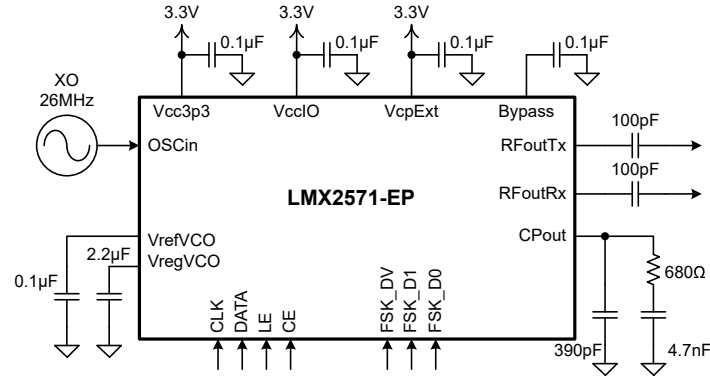 3.3V
3.3V
3.3V
0.1µF
0.1µF
0.1µF
0.1µF
XO
26MHz
Vcc3p3
VccIO
VcpExt
Bypass
100pF
OSCin
RFoutTx
100pF
LMX2571-EP
RFoutRx
VrefVCO
CPout
2.2µF
VregVCO
0.1µF
680Ω
CLK
DATA
LE
CE
FSK_DV
FSK_D1
FSK_D0
390pF
4.7nF